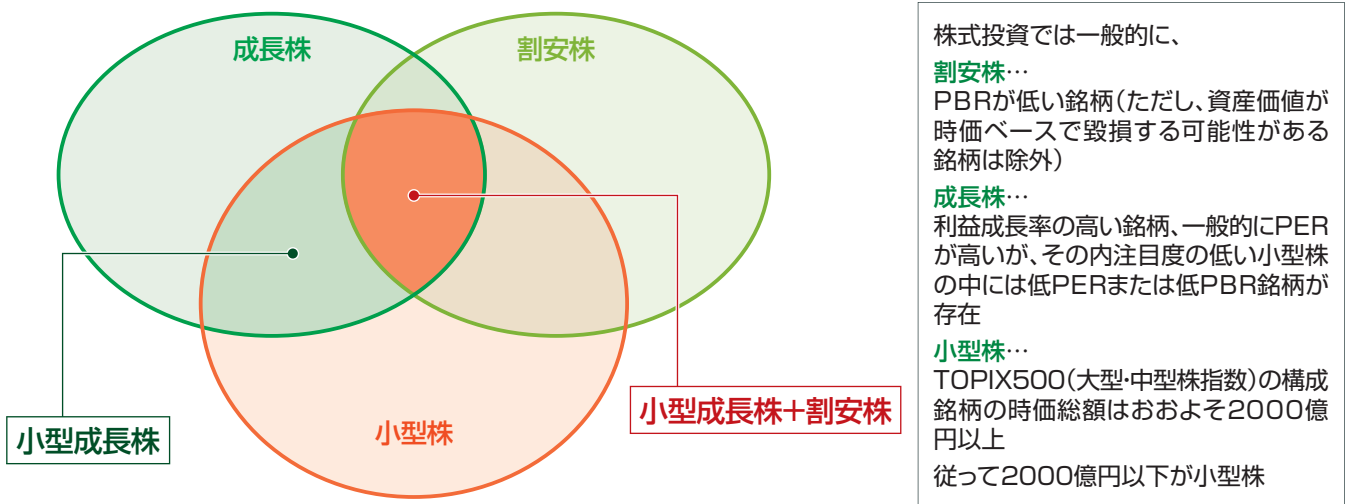 成長株
割安株
小型成長株
小型株
小型成長株＋割安株
株式投資では一般的に、
割安株…
PBRが低い銘柄（ただし、資産価値が
時価ベースで毀損する可能性がある
銘柄は除外）
成長株…
利益成長率の高い銘柄、一般的にPER
が高いが、その内注目度の低い小型株
の中には低PERまたは低PBR銘柄が
存在
小型株…
TOPIX500（大型・中型株指数）の構成
銘柄の時価総額はおおよそ2000億
円以上
従って2000億円以下が小型株